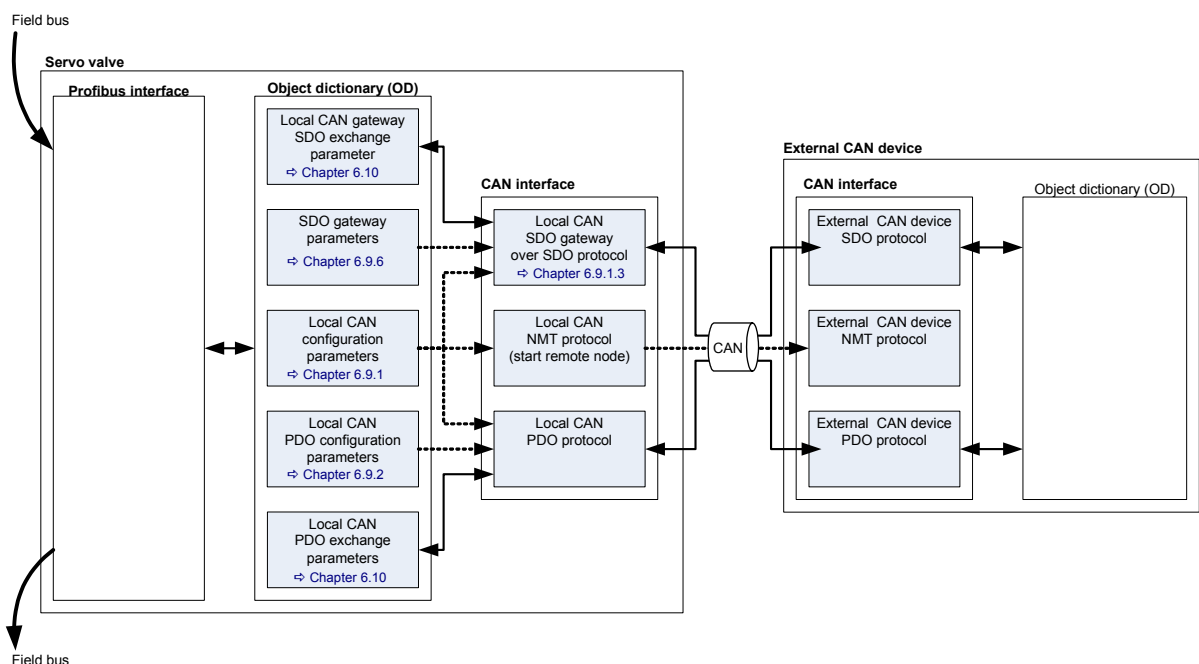 Field bus
Servo valve
Profibus interface
Object dictionary (OD)
Local CAN gateway
SDO exchange
parameter
⇨ Chapter 6.10
SDO gateway
parameters
⇨ Chapter 6.9.6
Local CAN
configuration
parameters
⇨ Chapter 6.9.1
Local CAN
PDO configuration
parameters
⇨ Chapter 6.9.2
Local CAN
PDO exchange
parameters
⇨ Chapter 6.10
CAN interface
Local CAN
SDO gateway
over SDO protocol
⇨ Chapter 6.9.1.3
Local CAN
NMT protocol
(start remote node)
Local CAN
PDO protocol
CAN
External CAN device
CAN interface
External CAN device
SDO protocol
External CAN device
NMT protocol
External CAN device
PDO protocol
Object dictionary (OD)
Field bus